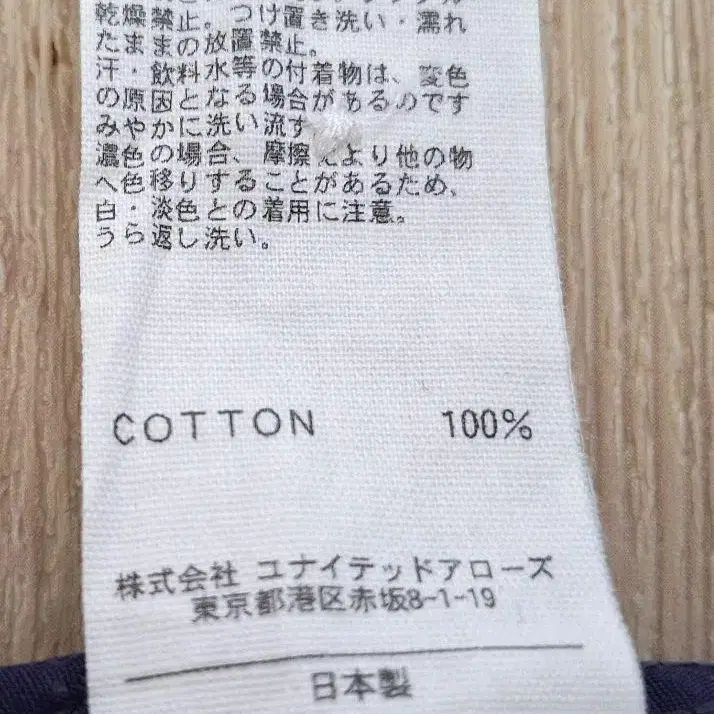 乾燥禁止。つけ置き洗い・濡れ
たままの放置禁止。
汗・飲料水等の付着物は、変色
の原因となる場合があるのです
みやかに洗い流す
濃色の場合、摩擦 より他の物
へ色移りすることがあるため、
白・淡色との着用に注意。
うら返し洗い。
COTTON 100%
株式会社 ユナイテッドアローズ
東京都港区赤坂8-1-19
日本製